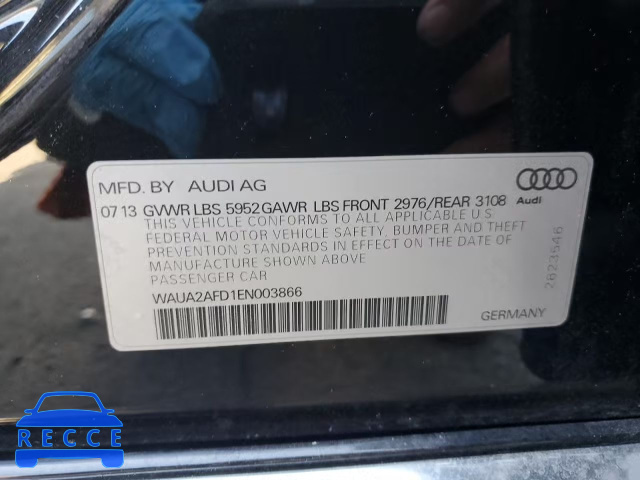 MFD. BY AUDI AG
07 13 GVWR LBS 5952 GAWR LBS FRONT 2976/REAR 3108
THIS VEHICLE CONFORMS TO ALL APPLICABLE U S
FEDERAL MOTOR VEHICLE SAFETY, BUMPER AND THEFT
PREVENTION STANDARDS IN EFFECT ON THE DATE OF
MANUFACTURE SHOWN ABOVE
PASSENGER CAR
WAUA2AFD1EN003866
Audi
2623546
GERMANY
RECCE